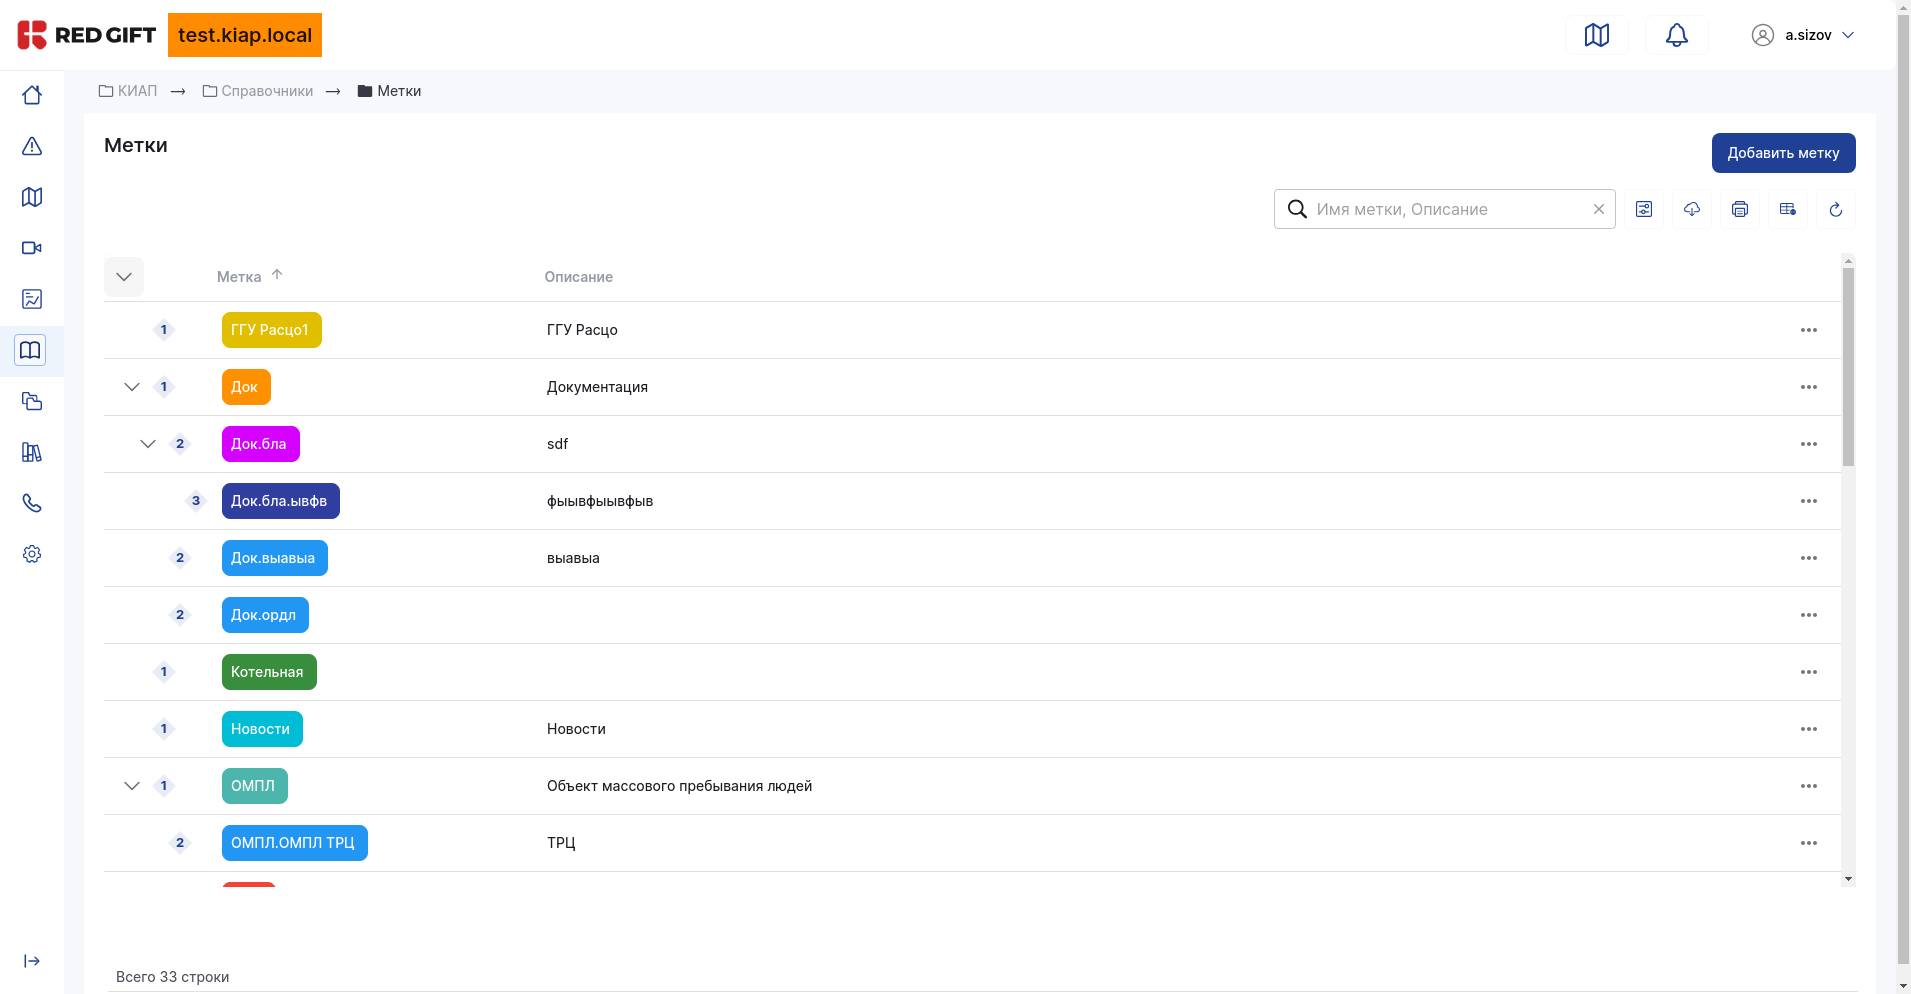 RED GIFT test.kiap.local a.sizov
КИАП → Справочники → Метки
Метки
Добавить метку
Имя метки, Описание
Метка Описание
1 ГГУ Расцо1 ГГУ Расцо
1 Док Документация
2 Док.бла sdf
3 Док.бла.ывфв фыывфыывфыв
2 Док.выавыа выавыа
2 Док.ордл
1 Котельная
1 Новости Новости
1 ОМПЛ Объект массового пребывания людей
2 ОМПЛ.ОМПЛ ТРЦ ТРЦ
Всего 33 строки